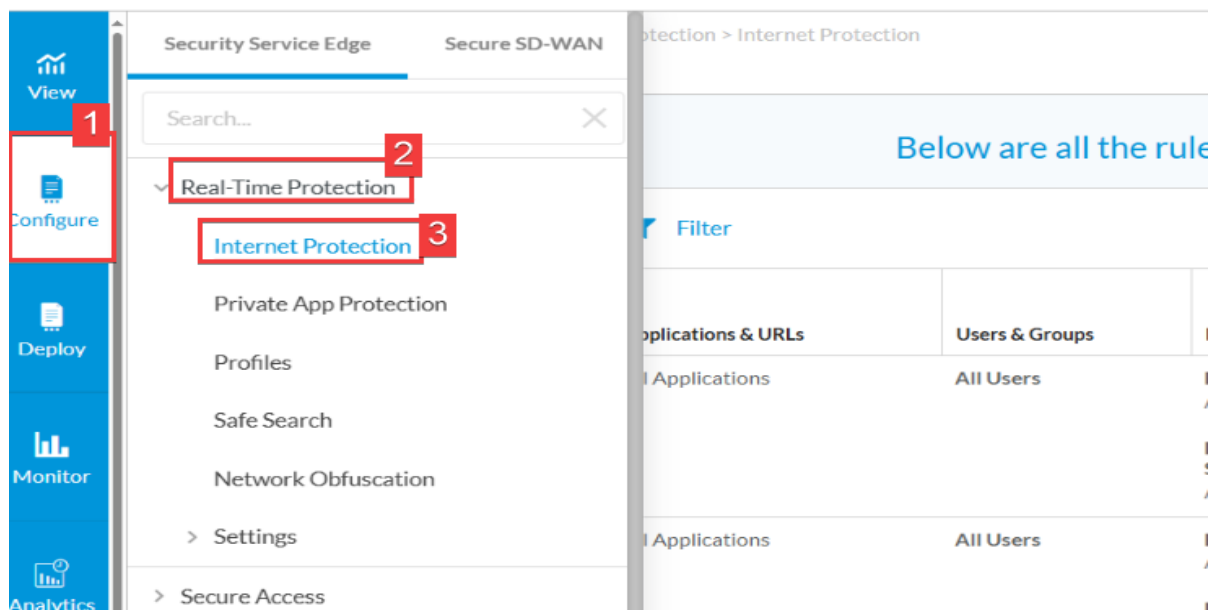 Security Service Edge
Secure SD-WAN
otection > Internet Protection
View
1
Search...
Below are all the rule
2
Real-Time Protection
Configure
3
Internet Protection
Filter
Private App Protection
Deploy
pplications & URLs
Users & Groups
Profiles
l Applications
All Users
Safe Search
Monitor
Network Obfuscation
Settings
l Applications
All Users
Analytics
Secure Access